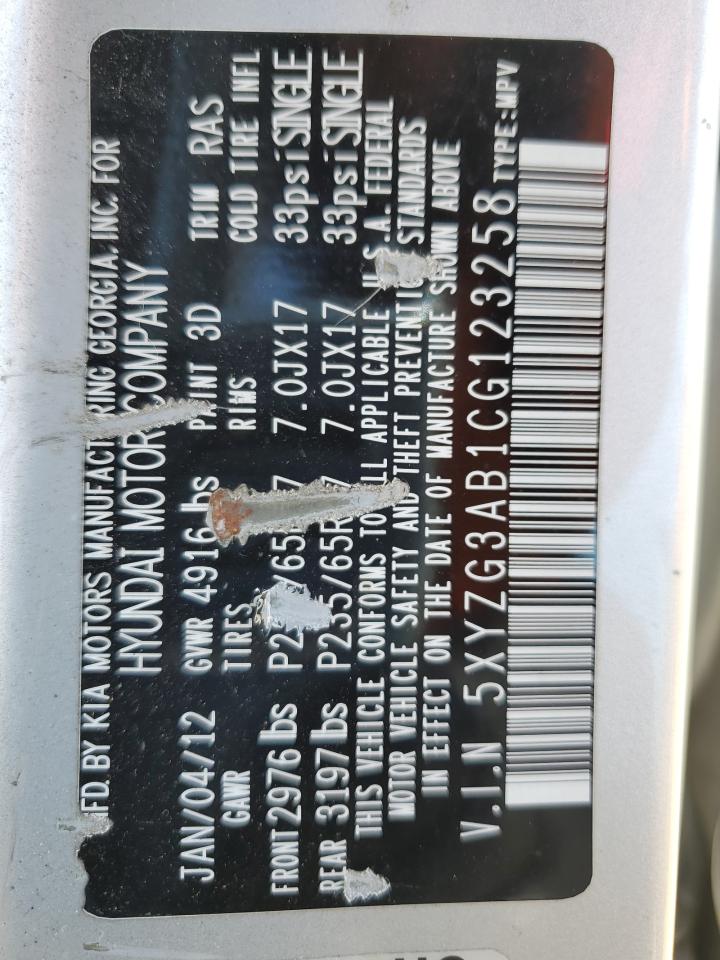 FD. BY KIA MOTORS MANUFACTURING GEORGIA, INC. FOR
HYUNDAI MOTOR COMPANY
JAN/04/12 GVWR 4916 lbs PAINT 3D TRIM RAS
GAWR TIRES RIMS COLD TIRE INFL
FRONT 2976 lbs 7.0JX17 33psi SINGLE
REAR 3197 lbs P235/65R17 7.0JX17 33psi SINGLE
THIS VEHICLE CONFORMS TO ALL APPLICABLE U.S.A. FEDERAL
MOTOR VEHICLE SAFETY AND THEFT PREVENTION STANDARDS
IN EFFECT ON THE DATE OF MANUFACTURE SHOWN ABOVE
V.I.N 5XYZG3AB1CG123258 TYPE:MPV